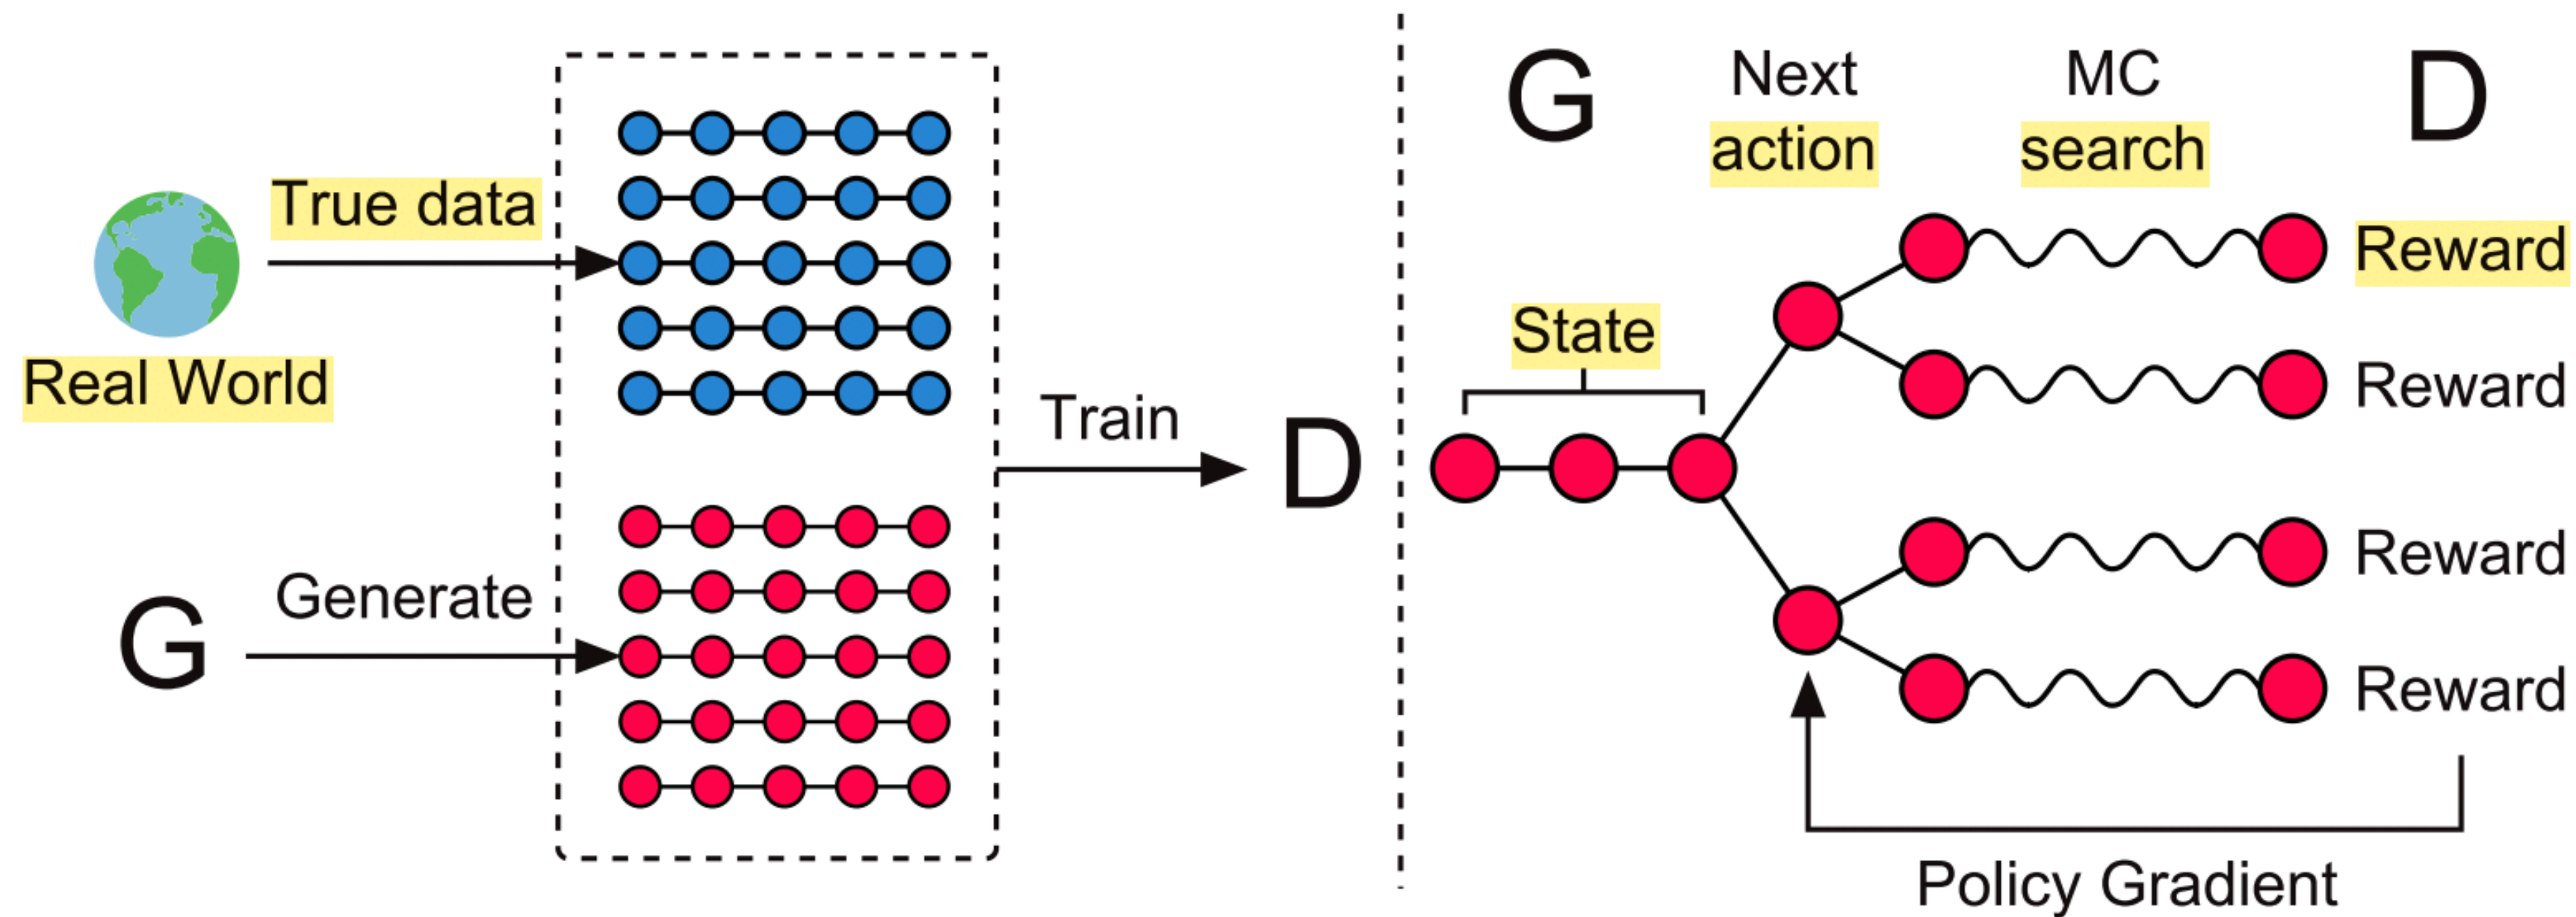 True data
Real World
G
Generate
Train
D
G
Next
action
MC
search
D
State
Reward
Reward
Reward
Reward
Policy Gradient